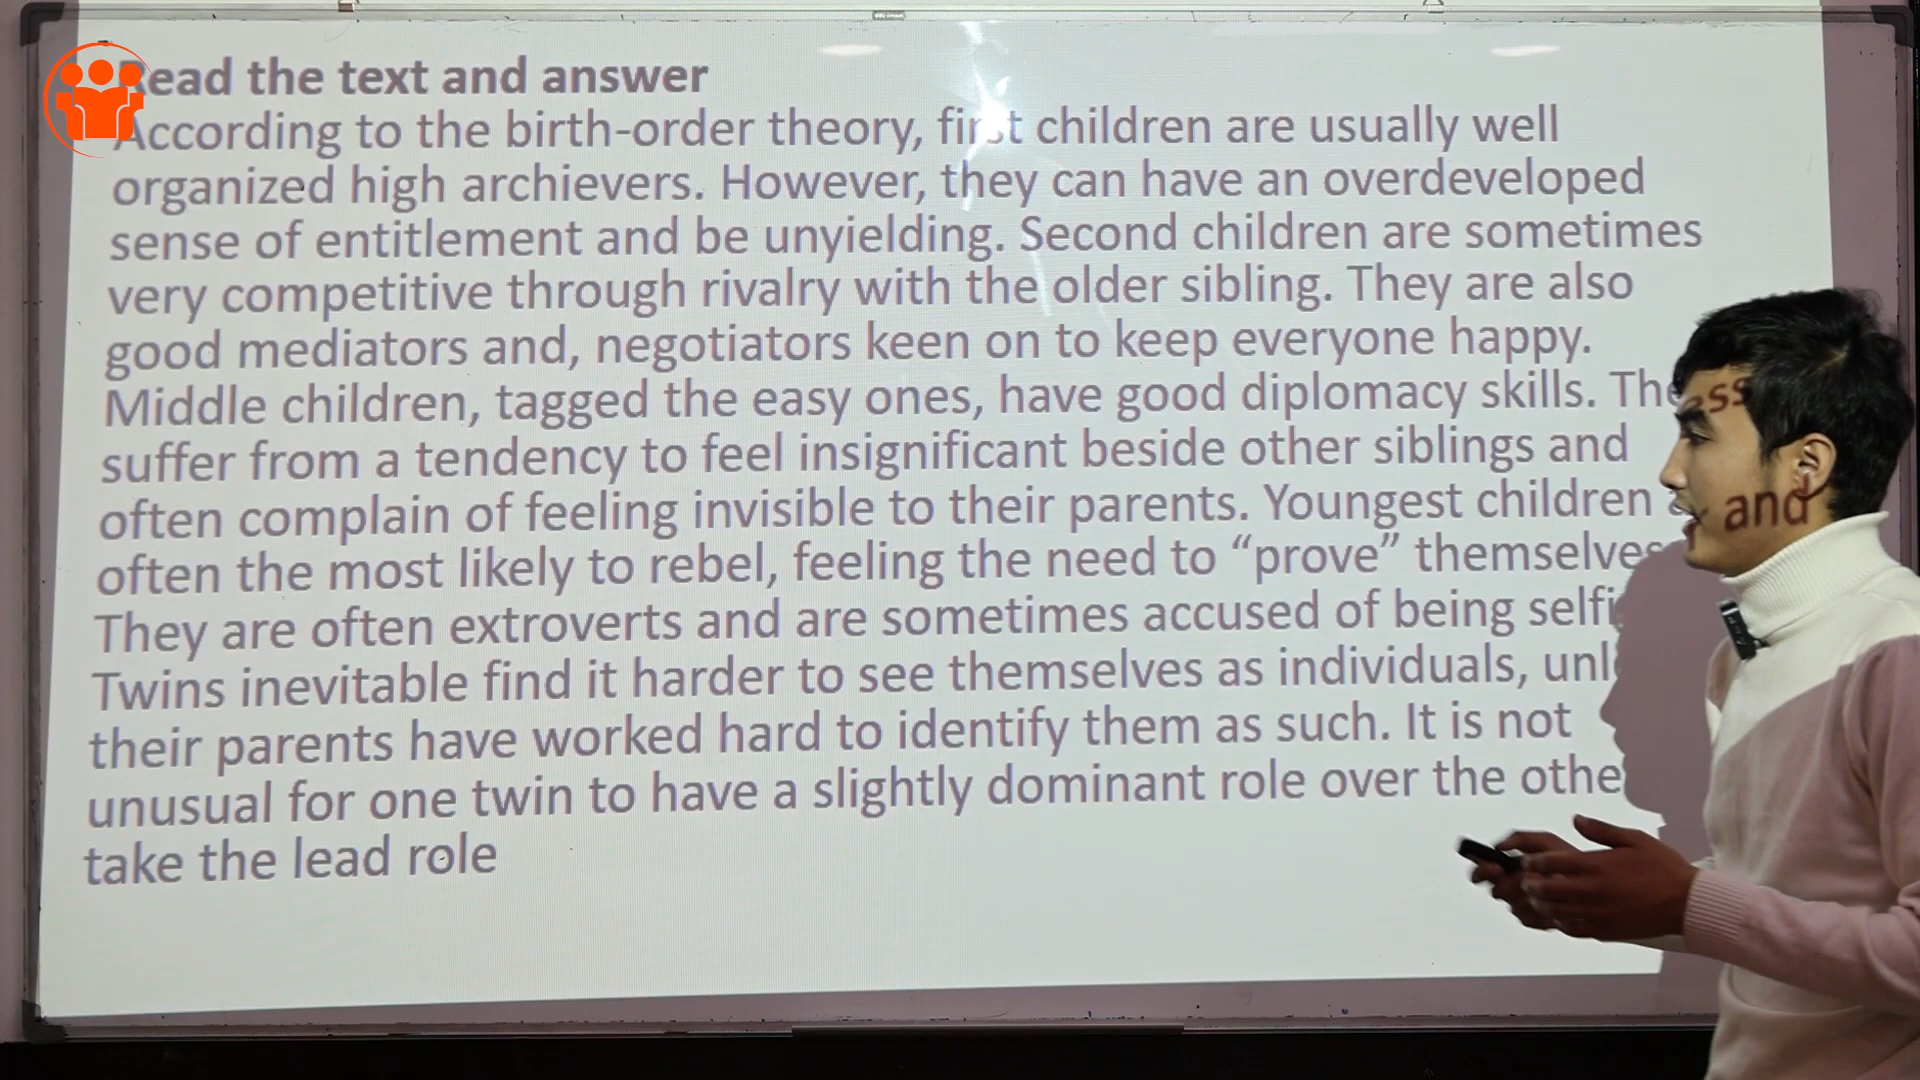 Read the text and answer
According to the birth-order theory, first children are usually well
organized high archievers. However, they can have an overdeveloped
sense of entitlement and be unyielding. Second children are sometimes
very competitive through rivalry with the older sibling. They are also
good mediators and, negotiators keen on to keep everyone happy.
Middle children, tagged the easy ones, have good diplomacy skills.
suffer from a tendency to feel insignificant beside other siblings and
often complain of feeling invisible to their parents. Youngest children and
often the most likely to rebel, feeling the need to “prove” themselves
They are often extroverts and are sometimes accused of being
Twins inevitable find it harder to see themselves as individuals,
their parents have worked hard to identify them as such. It is not
unusual for one twin to have a slightly dominant role over the
take the lead role